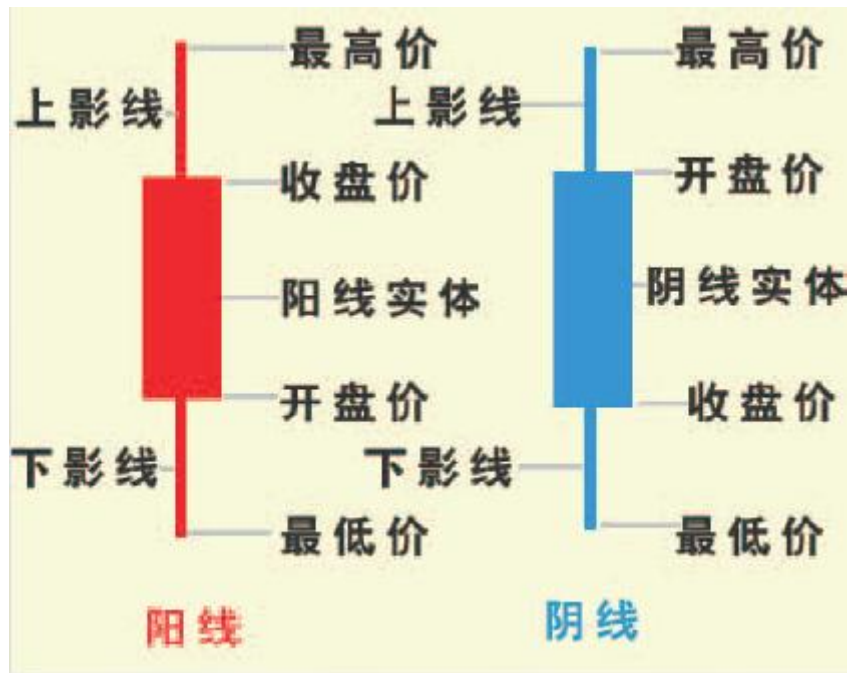 最高价
上影线
收盘价
阳线实体
开盘价
下影线
最低价
阳线
最高价
上影线
开盘价
阴线实体
收盘价
下影线
最低价
阴线